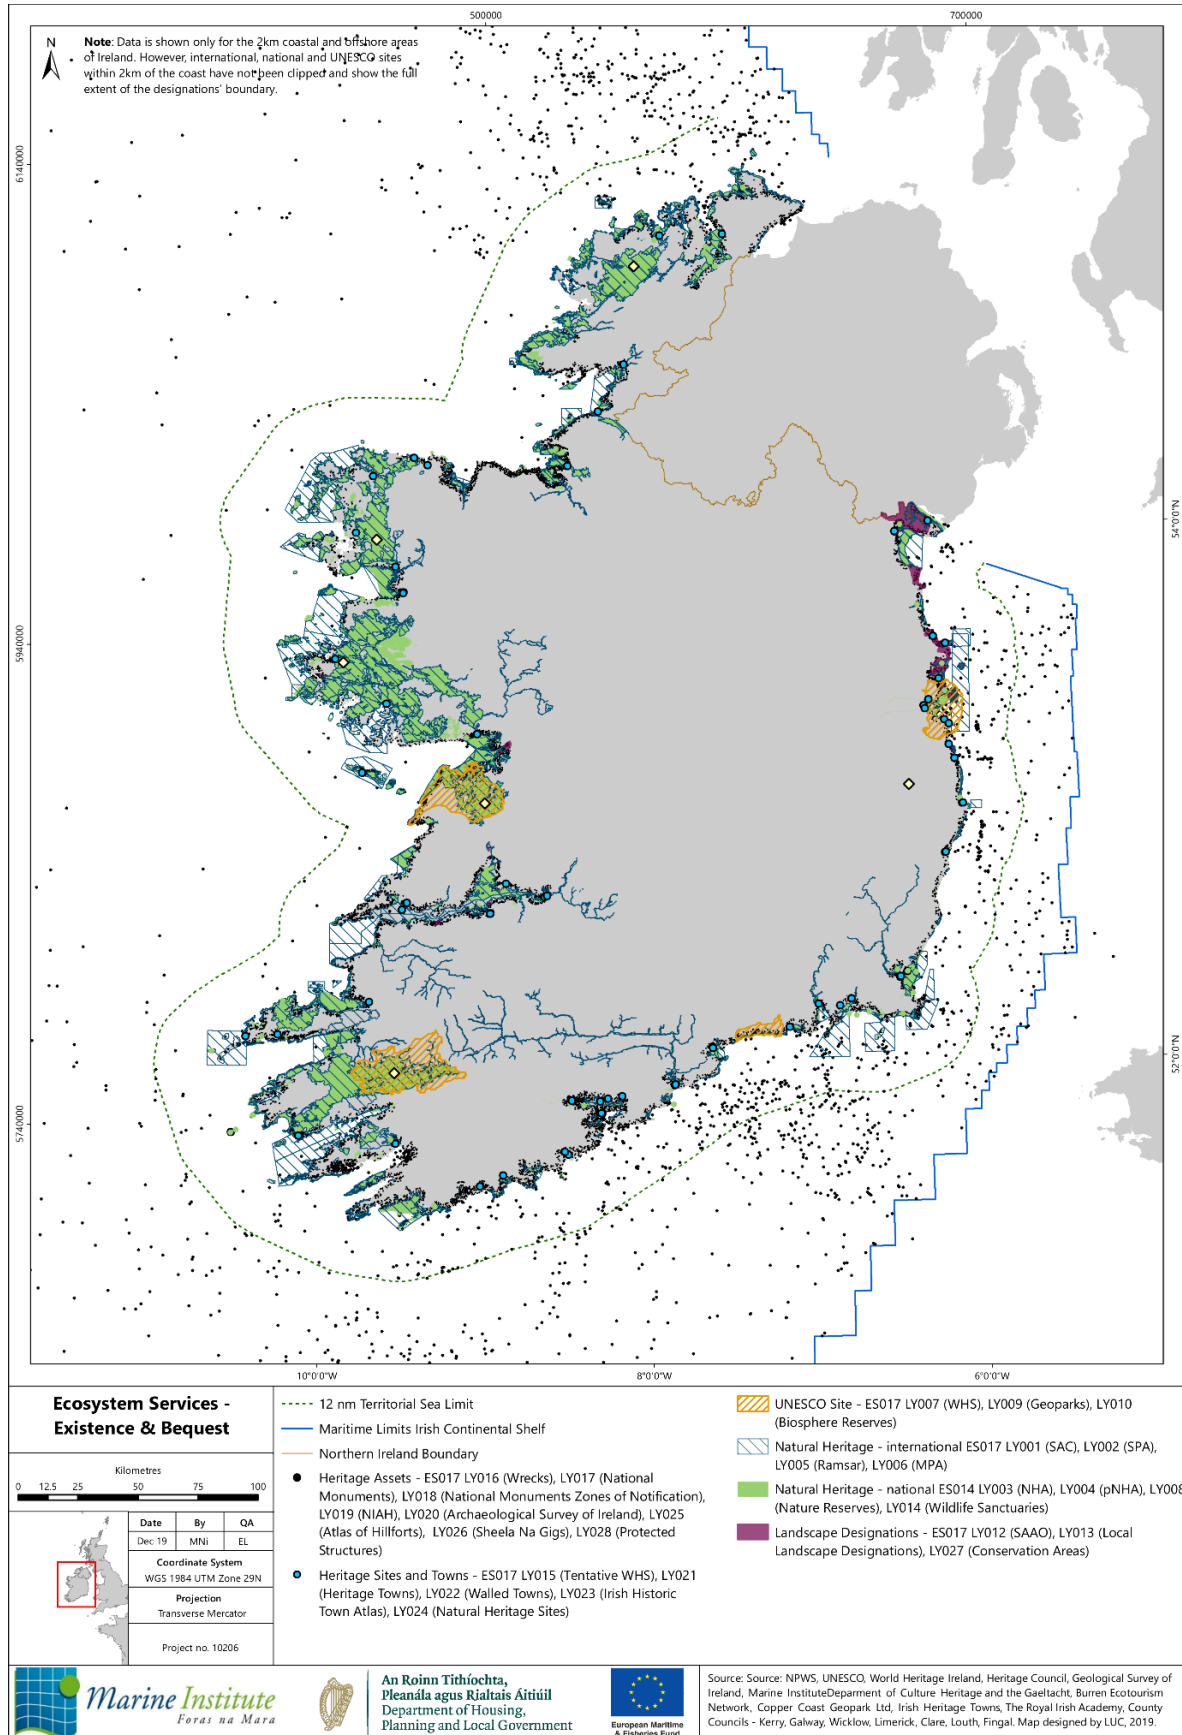 500000
700000
N
Note: Data is shown only for the 2km coastal and offshore areas
of Ireland. However, international, national and UNESCO sites
within 2km of the coast have not been clipped and show the full
extent of the designations' boundary.
6140000
54°0'0"N
5940000
52°0'0"N
5740000
10°0'0"W
8°0'0"W
6°0'0"W
Ecosystem Services -
Existence & Bequest
Kilometres
0 12.5 25 50 75 100
Date By QA
Dec 19 MNi EL
Coordinate System
WGS 1984 UTM Zone 29N
Projection
Transverse Mercator
Project no. 10206
12 nm Territorial Sea Limit
Maritime Limits Irish Continental Shelf
Northern Ireland Boundary
Heritage Assets - ES017 LY016 (Wrecks), LY017 (National
Monuments), LY018 (National Monuments Zones of Notification),
LY019 (NIAH), LY020 (Archaeological Survey of Ireland), LY025
(Atlas of Hillforts), LY026 (Sheela Na Gigs), LY028 (Protected
Structures)
Heritage Sites and Towns - ES017 LY015 (Tentative WHS), LY021
(Heritage Towns), LY022 (Walled Towns), LY023 (Irish Historic
Town Atlas), LY024 (Natural Heritage Sites)
UNESCO Site - ES017 LY007 (WHS), LY009 (Geoparks), LY010
(Biosphere Reserves)
Natural Heritage - international ES017 LY001 (SAC), LY002 (SPA),
LY005 (Ramsar), LY006 (MPA)
Natural Heritage - national ES014 LY003 (NHA), LY004 (pNHA), LY008
(Nature Reserves), LY014 (Wildlife Sanctuaries)
Landscape Designations - ES017 LY012 (SAAO), LY013 (Local
Landscape Designations), LY027 (Conservation Areas)
Marine Institute
Foras na Mara
An Roinn Tithíochta,
Pleanála agus Rialtais Áitiúil
Department of Housing,
Planning and Local Government
European Maritime
& Fisheries Fund
Source: Source: NPWS, UNESCO, World Heritage Ireland, Heritage Council, Geological Survey of
Ireland, Marine InstituteDeparment of Culture Heritage and the Gaeltacht, Burren Ecotourism
Network, Copper Coast Geopark Ltd, Irish Heritage Towns, The Royal Irish Academy, County
Councils - Kerry, Galway, Wicklow, Limerick, Clare, Louth, Fingal. Map designed by LUC, 2019.